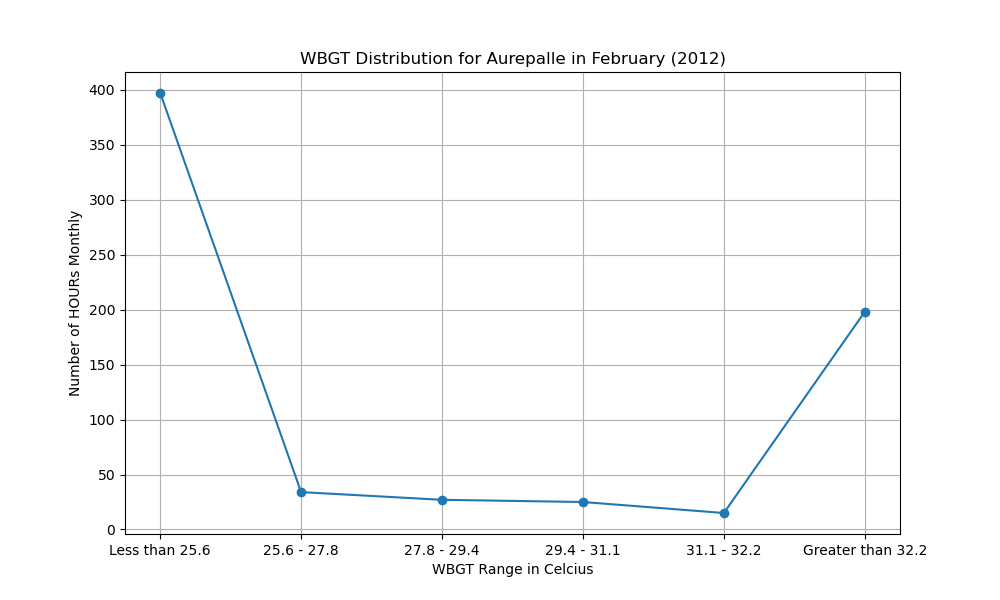 WBGT Distribution for Aurepalle in February (2012)
Number of HOURs Monthly
400
350
300
250
200
150
100
50
0
Less than 25.6 25.6 - 27.8 27.8 - 29.4 29.4 - 31.1 31.1 - 32.2 Greater than 32.2
WBGT Range in Celcius